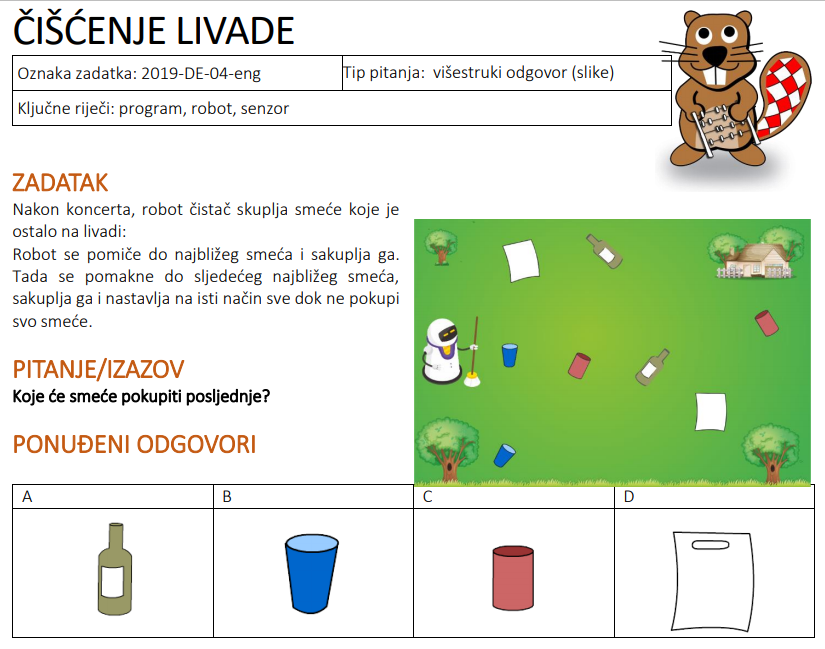 ČIŠĆENJE LIVADE
Oznaka zadatka: 2019-DE-04-eng
Tip pitanja: višestruki odgovor (slike)
Ključne riječi: program, robot, senzor
ZADATAK
Nakon koncerta, robot čistač skuplja smeće koje je
ostalo na livadi:
Robot se pomiče do najbližeg smeća i sakuplja ga.
Tada se pomakne do sljedećeg najbližeg smeća,
sakuplja ga i nastavlja na isti način sve dok ne pokupi
svo smeće.
PITANJE/IZAZOV
Koje će smeće pokupiti posljednje?
PONUĐENI ODGOVORI
A
B
C
D